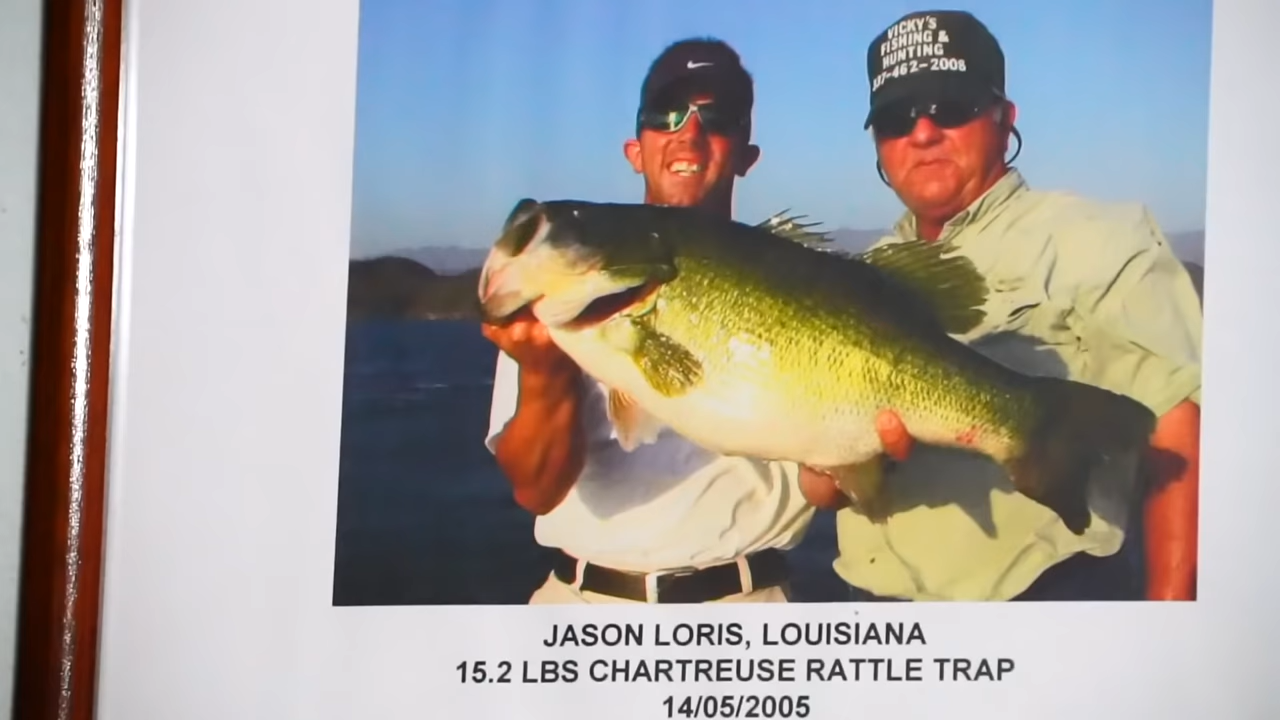 VICKY'S
FISHING &
HUNTING
337-462-2008
JASON LORIS, LOUISIANA
15.2 LBS CHARTREUSE RATTLE TRAP
14/05/2005